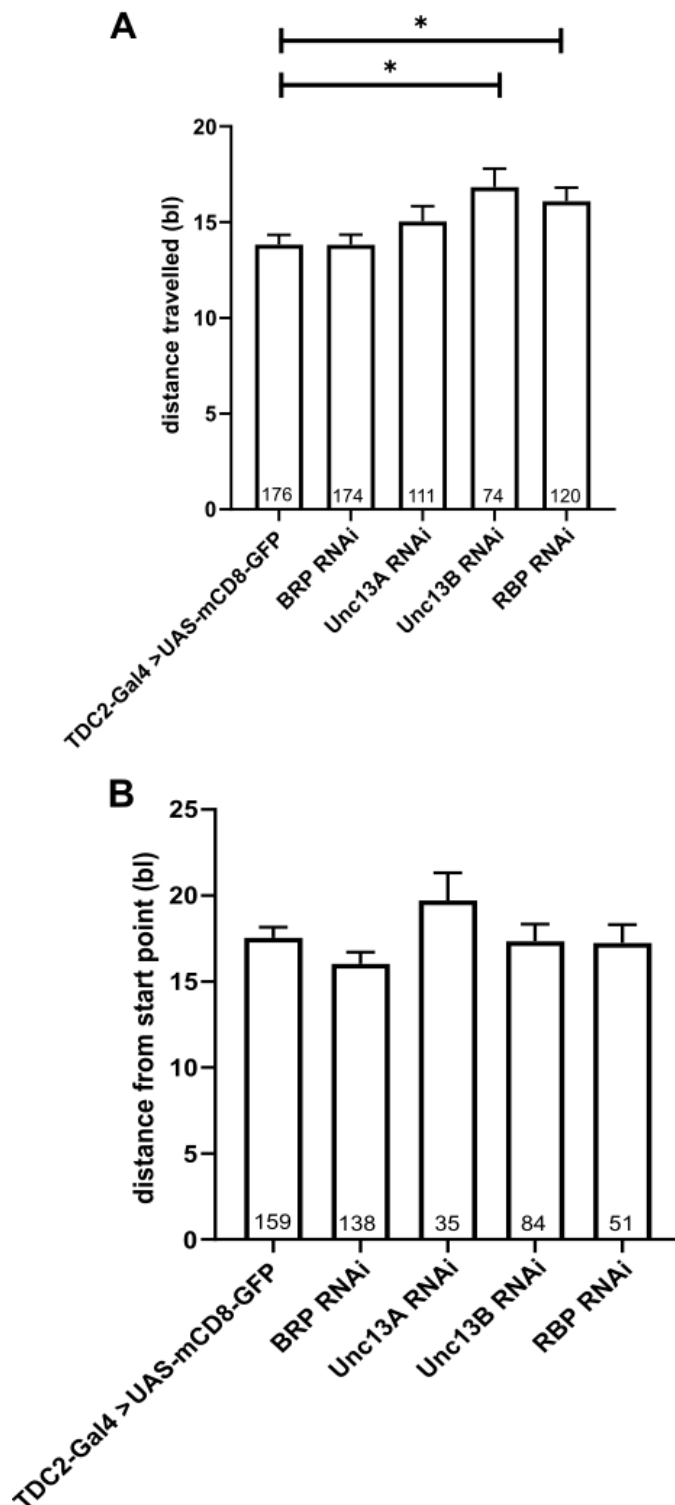 A
*
*
distance travelled (bl)
20
15
10
5
0
176 174 111 74 120
TDC2-Gal4 >UAS-mCD8-GFP
BRP RNAi
Unc13A RNAi
Unc13B RNAi
RBP RNAi
B
distance from start point (bl)
25
20
15
10
5
0
159 138 35 84 51
TDC2-Gal4 >UAS-mCD8-GFP
BRP RNAi
Unc13A RNAi
Unc13B RNAi
RBP RNAi